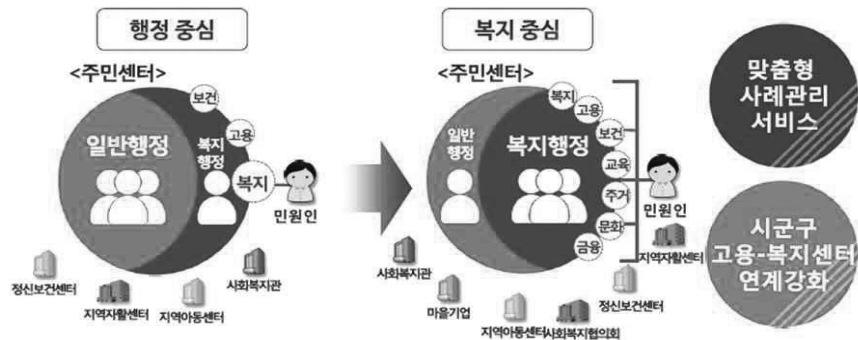 행정 중심
<주민센터>
보건
고용
일반행정
복지
행정
복지
민원인
정신보건센터
지역자활센터
지역아동센터
사회복지관
복지 중심
<주민센터>
복지
고용
보건
교육
주거
문화
금융
일반
행정
복지행정
민원인
사회복지관
마을기업
지역아동센터
사회복지협의회
정신보건센터
지역자활센터
맞춤형
사례관리
서비스
시군구
고용-복지센터
연계강화